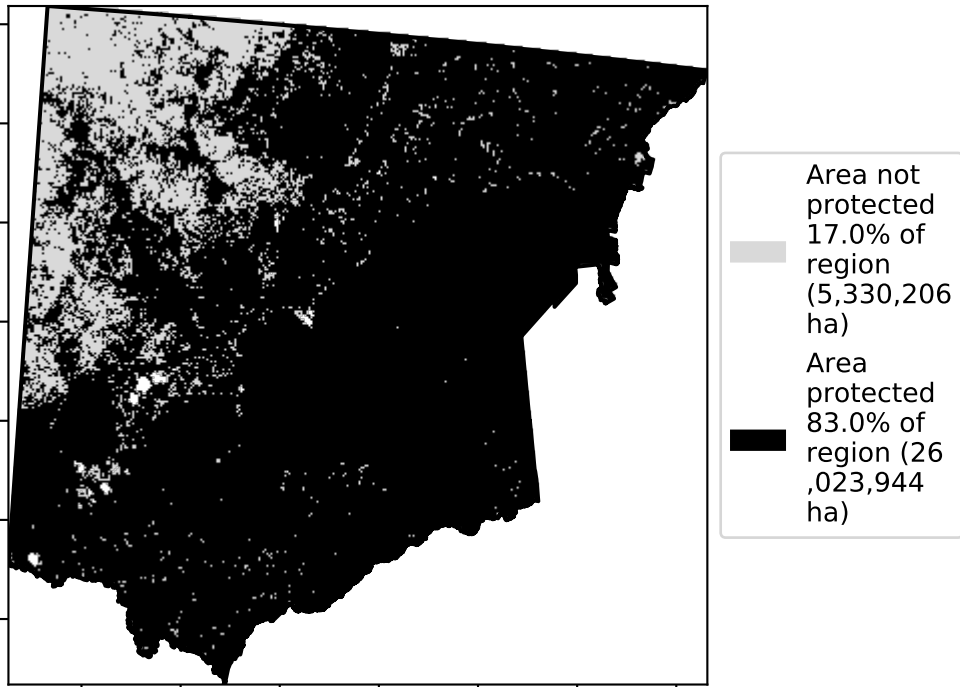 Area not
protected
17.0% of
region
(5,330,206
ha)
Area
protected
83.0% of
region (26
,023,944
ha)